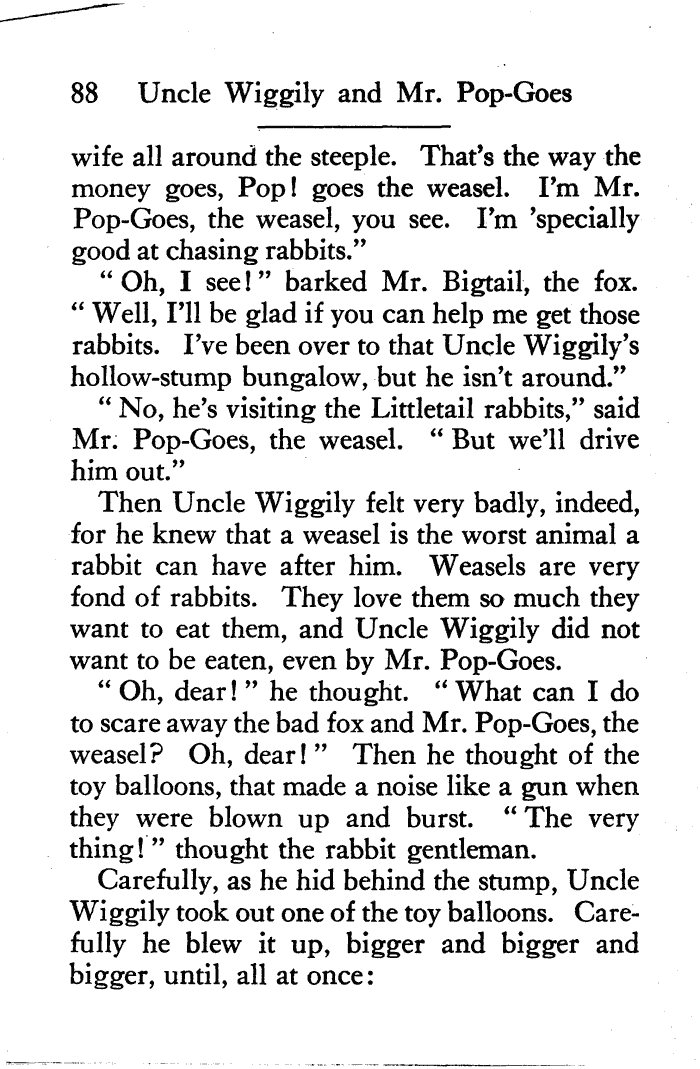 88 Uncle Wiggily and Mr. Pop-Goes
wife all around the steeple. That's the way the
money goes, Pop! goes the weasel. I'm Mr.
Pop-Goes, the weasel, you see. I'm 'specially
good at chasing rabbits."
"Oh, I see!" barked Mr. Bigtail, the fox.
"Well, I'll be glad if you can help me get those
rabbits. I've been over to that Uncle Wiggily's
hollow-stump bungalow, but he isn't around."
"No, he's visiting the Littletail rabbits," said
Mr. Pop-Goes, the weasel. "But we'll drive
him out."
Then Uncle Wiggily felt very badly, indeed,
for he knew that a weasel is the worst animal a
rabbit can have after him. Weasels are very
fond of rabbits. They love them so much they
want to eat them, and Uncle Wiggily did not
want to be eaten, even by Mr. Pop-Goes.
"Oh, dear!" he thought. "What can I do
to scare away the bad fox and Mr. Pop-Goes, the
weasel? Oh, dear!" Then he thought of the
toy balloons, that made a noise like a gun when
they were blown up and burst. "The very
thing!" thought the rabbit gentleman.
Carefully, as he hid behind the stump, Uncle
Wiggily took out one of the toy balloons. Care-
fully he blew it up, bigger and bigger and
bigger, until, all at once: